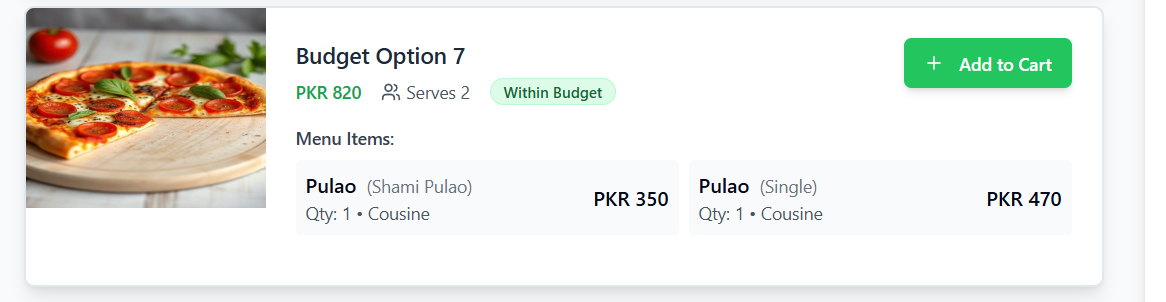 Budget Option 7
+ Add to Cart
PKR 820 Serves 2 Within Budget
Menu Items:
Pulao (Shami Pulao) PKR 350
Qty: 1 • Cousine
Pulao (Single) PKR 470
Qty: 1 • Cousine